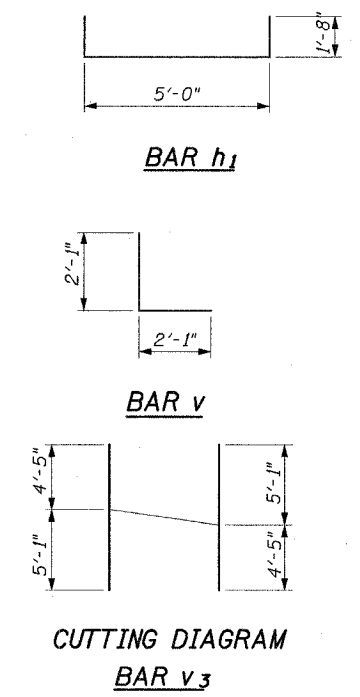 1'-8"
5'-0"
BAR h1
2'-1"
2'-1"
BAR v
4'-5"
5'-1"
5'-1"
4'-5"
CUTTING DIAGRAM
BAR v3